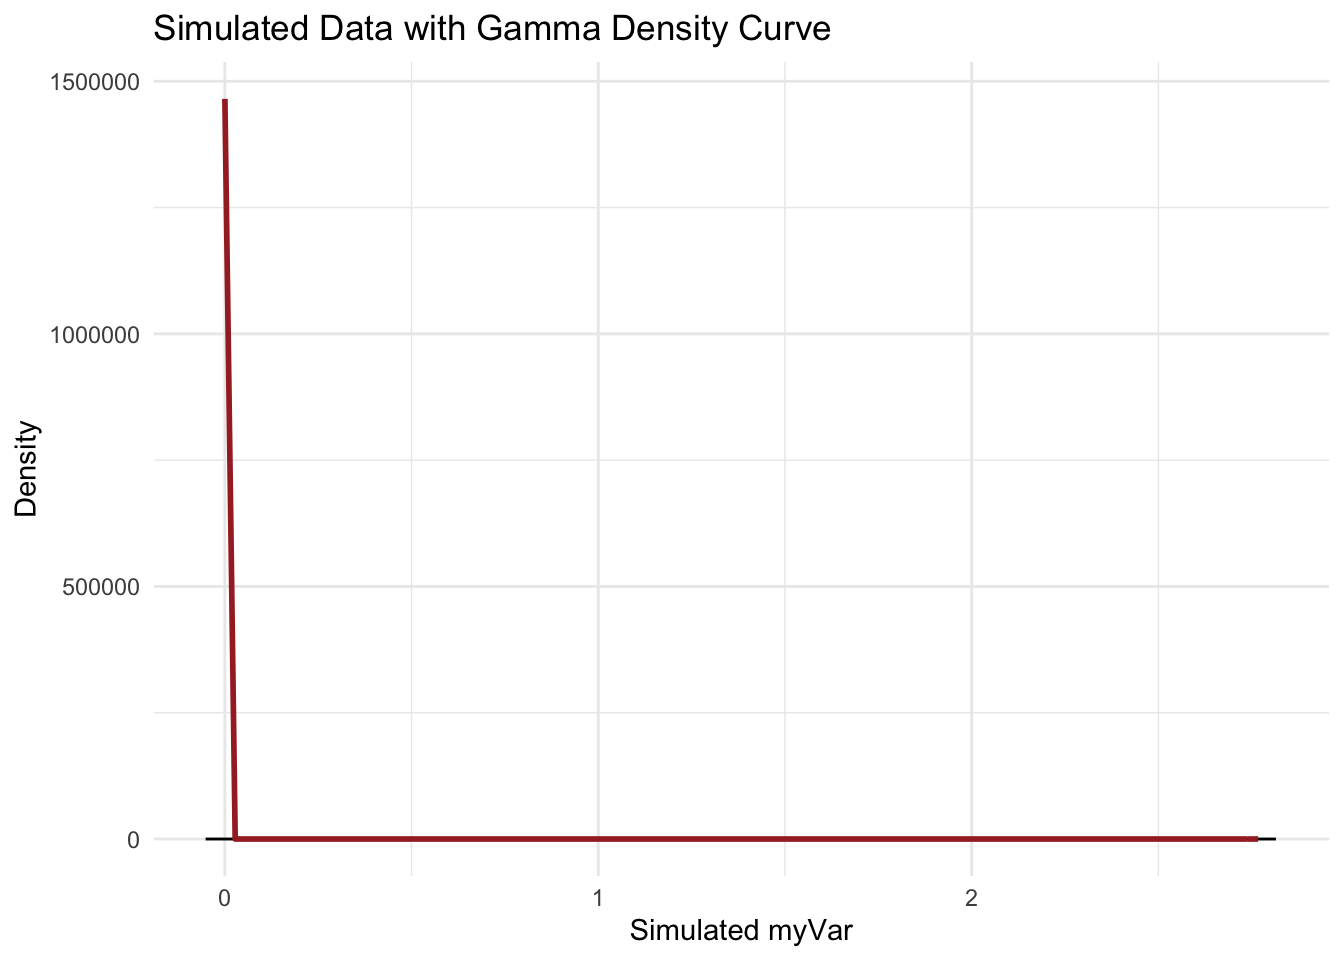 Simulated Data with Gamma Density Curve
1500000
1000000
500000
0
Density
0 1 2
Simulated myVar